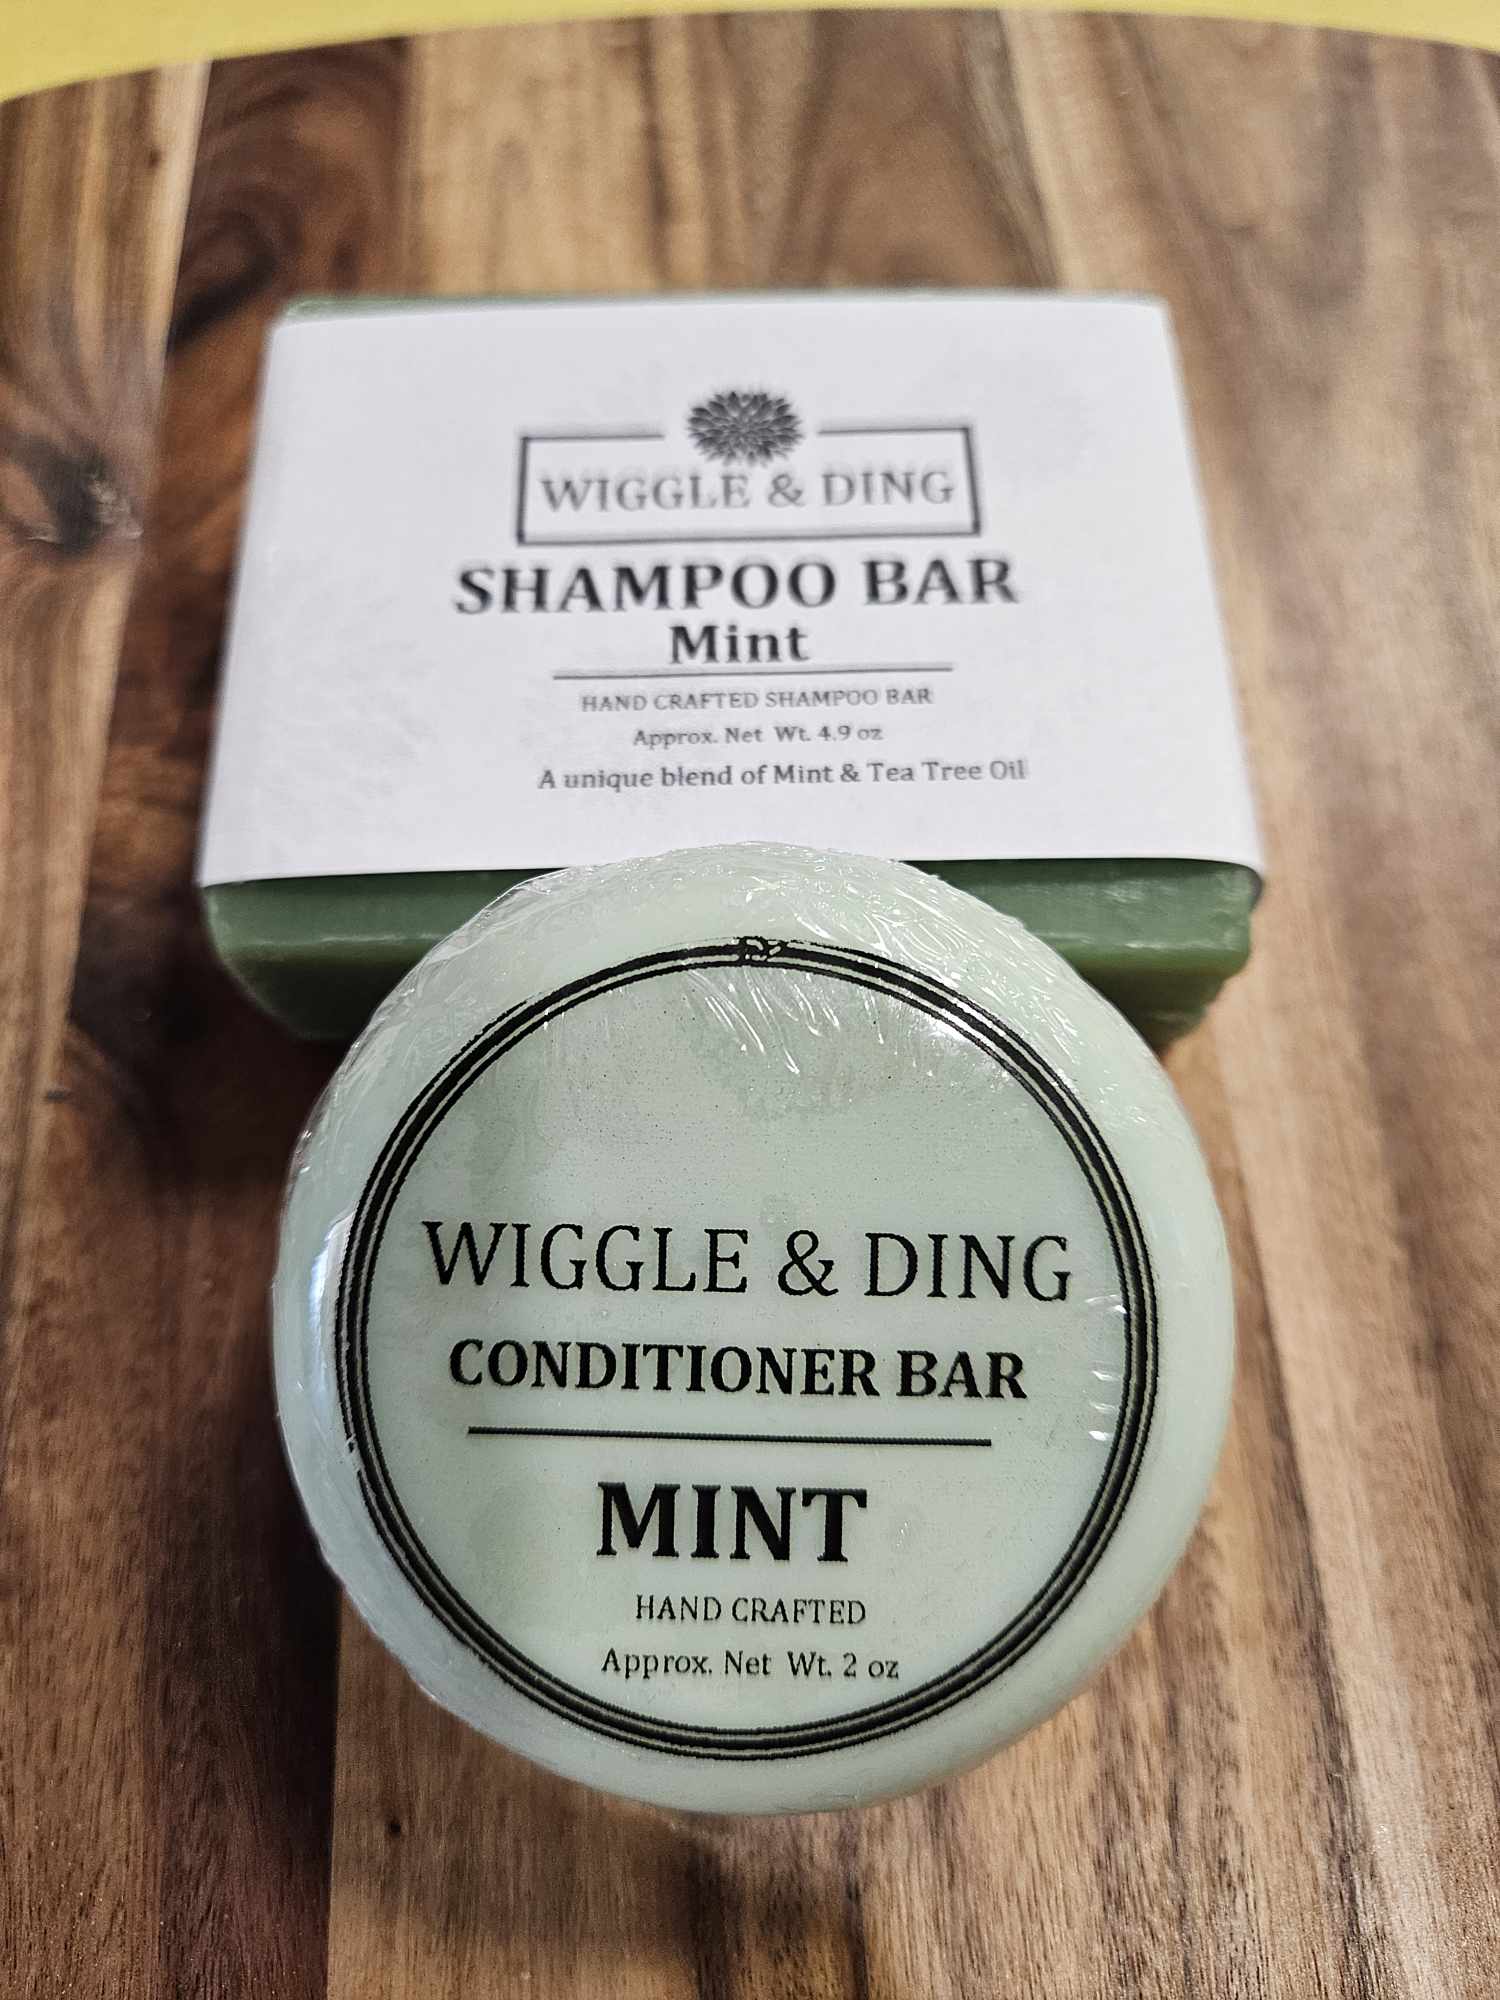 WIGGLE & DING
SHAMPOO BAR
Mint
HAND CRAFTED SHAMPOO BAR
Approx. Net Wt. 4.9 oz
A unique blend of Mint & Tea Tree Oil
WIGGLE & DING
CONDITIONER BAR
MINT
HAND CRAFTED
Approx. Net Wt. 2 oz